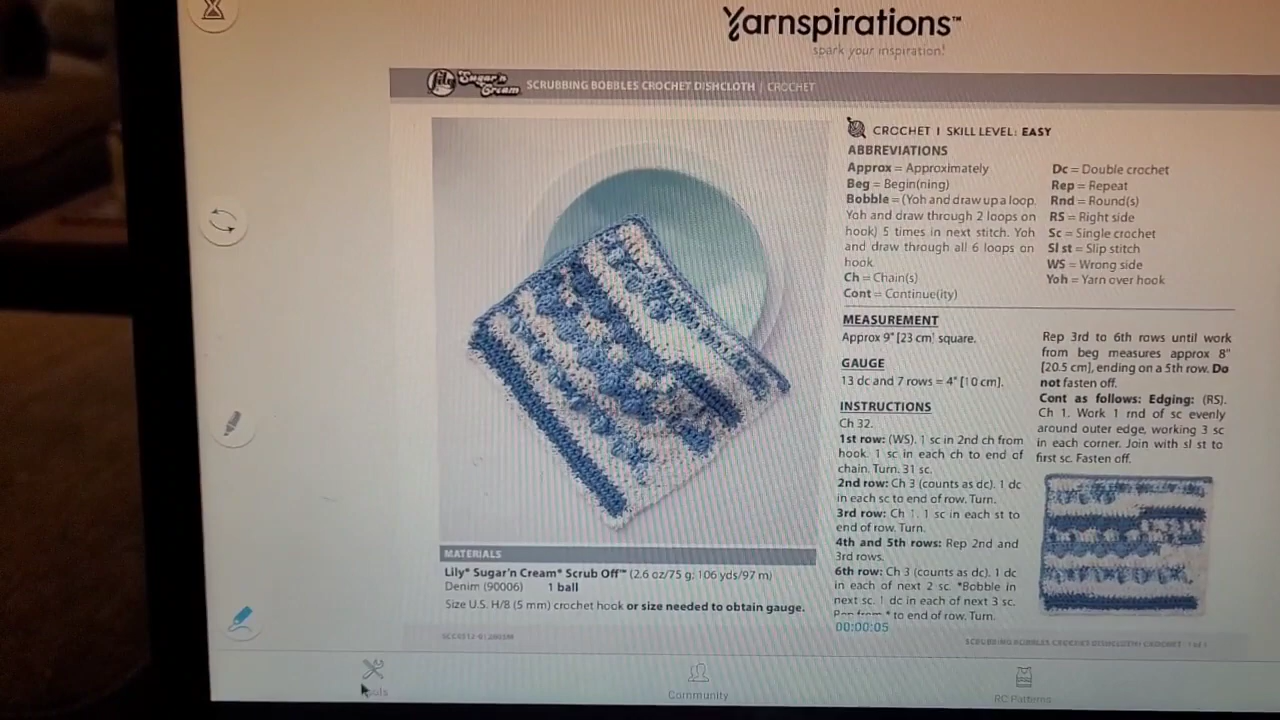 Yarnspirations™
spark your inspiration!
Lily Sugar'n Cream SCRUBBING BOBBLES CROCHET DISHCLOTH | CROCHET
CROCHET I SKILL LEVEL: EASY
ABBREVIATIONS
Approx = Approximately
Beg = Begin(ning)
Bobble = (Yoh and draw up a loop.
Yoh and draw through 2 loops on
hook) 5 times in next stitch. Yoh
and draw through all 6 loops on
hook.
Ch = Chain(s)
Cont = Continue(ity)
Dc = Double crochet
Rep = Repeat
Rnd = Round(s)
RS = Right side
Sc = Single crochet
Sl st = Slip stitch
WS = Wrong side
Yoh = Yarn over hook
MEASUREMENT
Approx 9" [23 cm] square.
GAUGE
13 dc and 7 rows = 4" [10 cm].
INSTRUCTIONS
Ch 32.
1st row: (WS). 1 sc in 2nd ch from
hook. 1 sc in each ch to end of
chain. Turn. 31 sc.
2nd row: Ch 3 (counts as dc). 1 dc
in each sc to end of row. Turn.
3rd row: Ch 1. 1 sc in each st to
end of row. Turn.
4th and 5th rows: Rep 2nd and
3rd rows.
6th row: Ch 3 (counts as dc). 1 dc
in each of next 2 sc. *Bobble in
next sc. 1 dc in each of next 3 sc.
Rep from * to end of row. Turn.
00:00:05
Rep 3rd to 6th rows until work
from beg measures approx 8"
[20.5 cm], ending on a 5th row. Do
not fasten off.
Cont as follows: Edging: (RS).
Ch 1. Work 1 rnd of sc evenly
around outer edge, working 3 sc
in each corner. Join with sl st to
first sc. Fasten off.
MATERIALS
Lily® Sugar'n Cream® Scrub Off™ (2.6 oz/75 g; 106 yds/97 m)
Denim (90006) 1 ball
Size U.S. H/8 (5 mm) crochet hook or size needed to obtain gauge.
SCRUBBING BOBBLES CROCHET DISHCLOTH | CROCHET 1 of 1
Tools
Community
RC Patterns